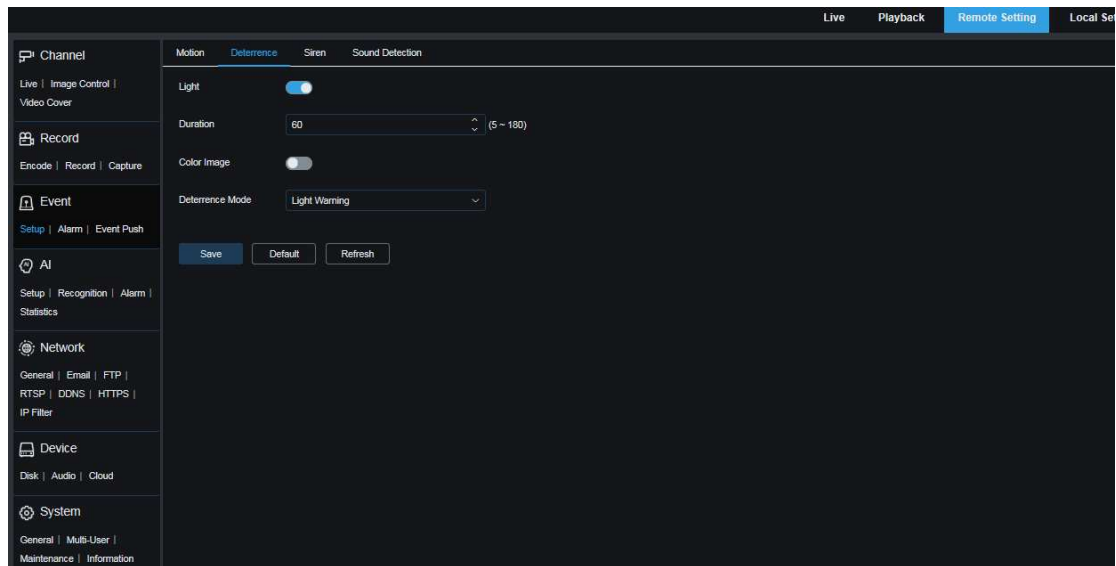 Live Playback Remote Setting Local Set
Channel
Live | Image Control |
Video Cover
Record
Encode | Record | Capture
Event
Setup | Alarm | Event Push
AI
Setup | Recognition | Alarm |
Statistics
Network
General | Email | FTP |
RTSP | DDNS | HTTPS |
IP Filter
Device
Disk | Audio | Cloud
System
General | Multi-User |
Maintenance | Information
Motion Deterrence Siren Sound Detection
Light
Duration 60 (5 ~ 180)
Color Image
Deterrence Mode Light Warning
Save Default Refresh